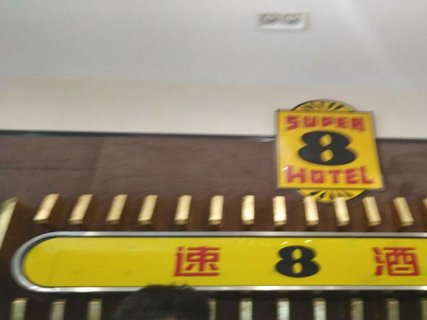 SUPER
8
HOTEL
速 8 酒